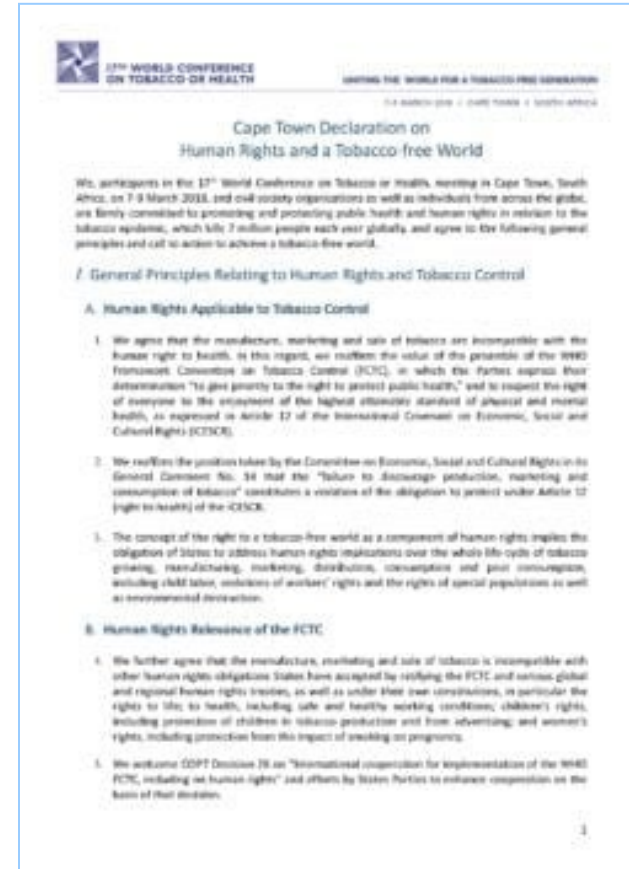 17TH WORLD CONFERENCE
ON TOBACCO OR HEALTH
UNITING THE WORLD FOR A TOBACCO FREE GENERATION
7-9 MARCH 2018 | CAPE TOWN | SOUTH AFRICA
Cape Town Declaration on
Human Rights and a Tobacco-free World
We, participants in the 17th World Conference on Tobacco or Health, meeting in Cape Town, South
Africa, on 7-9 March 2018, and civil society organizations as well as individuals from across the globe,
are firmly committed to promoting and protecting public health and human rights in relation to the
tobacco epidemic, which kills 7 million people each year globally, and agree to the following general
principles and call to action to achieve a tobacco-free world.
I General Principles Relating to Human Rights and Tobacco Control
A. Human Rights Applicable to Tobacco Control
1. We agree that the manufacture, marketing and sale of tobacco are incompatible with the
human right to health. In this regard, we reaffirm the value of the preamble of the WHO
Framework Convention on Tobacco Control (FCTC), in which the Parties express their
determination "to give priority to the right to protect public health," and to respect the right
of everyone to the enjoyment of the highest attainable standard of physical and mental
health, as expressed in Article 12 of the International Covenant on Economic, Social and
Cultural Rights (ICESCR).
2. We reaffirm the position taken by the Committee on Economic, Social and Cultural Rights in its
General Comment No. 14 that the "failure to discourage production, marketing and
consumption of tobacco" constitutes a violation of the obligation to protect under Article 12
(right to health) of the ICESCR.
3. The concept of the right to a tobacco-free world as a component of human rights implies the
obligation of States to address human rights implications over the whole life cycle of tobacco
growing, manufacturing, marketing, distribution, consumption and post consumption,
including child labor, violations of workers' rights and the rights of special populations as well
as environmental destruction.
B. Human Rights Relevance of the FCTC
4. We further agree that the manufacture, marketing and sale of tobacco is incompatible with
other human rights obligations States have accepted by ratifying the FCTC and various global
and regional human rights treaties, as well as under their own constitutions, in particular the
rights to life; to health, including safe and healthy working conditions; children's rights,
including protection of children in tobacco production and from advertising; and women's
rights, including protection from the impact of smoking on pregnancy.
5. We welcome COP7 Decision 26 on "International cooperation for implementation of the WHO
FCTC, including on human rights" and efforts by States Parties to enhance cooperation on the
basis of that decision.
1